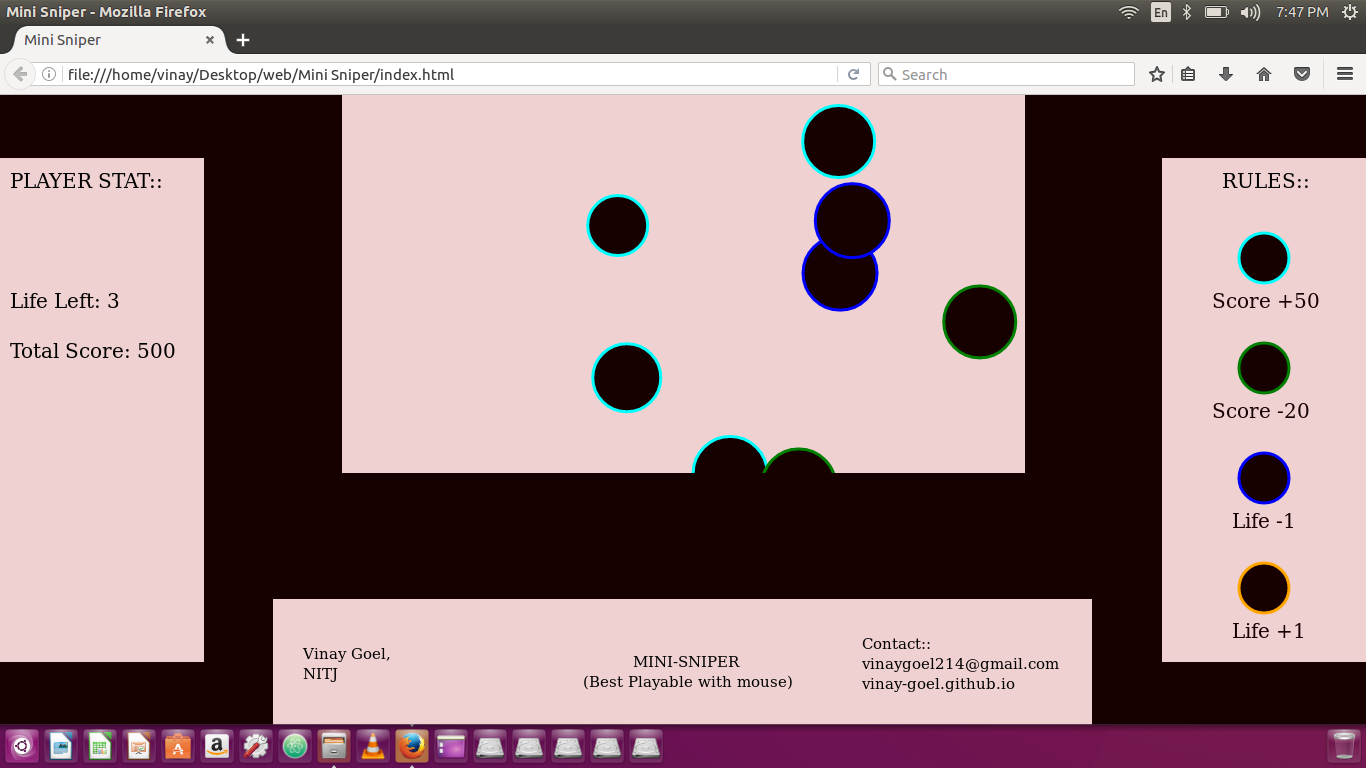 Mini Sniper - Mozilla Firefox
En
7:47 PM
Mini Sniper
file:///home/vinay/Desktop/web/Mini Sniper/index.html
Search
PLAYER STAT::
Life Left: 3
Total Score: 500
RULES::
Score +50
Score -20
Life -1
Life +1
Vinay Goel,
NITJ
MINI-SNIPER
(Best Playable with mouse)
Contact::
vinaygoel214@gmail.com
vinay-goel.github.io